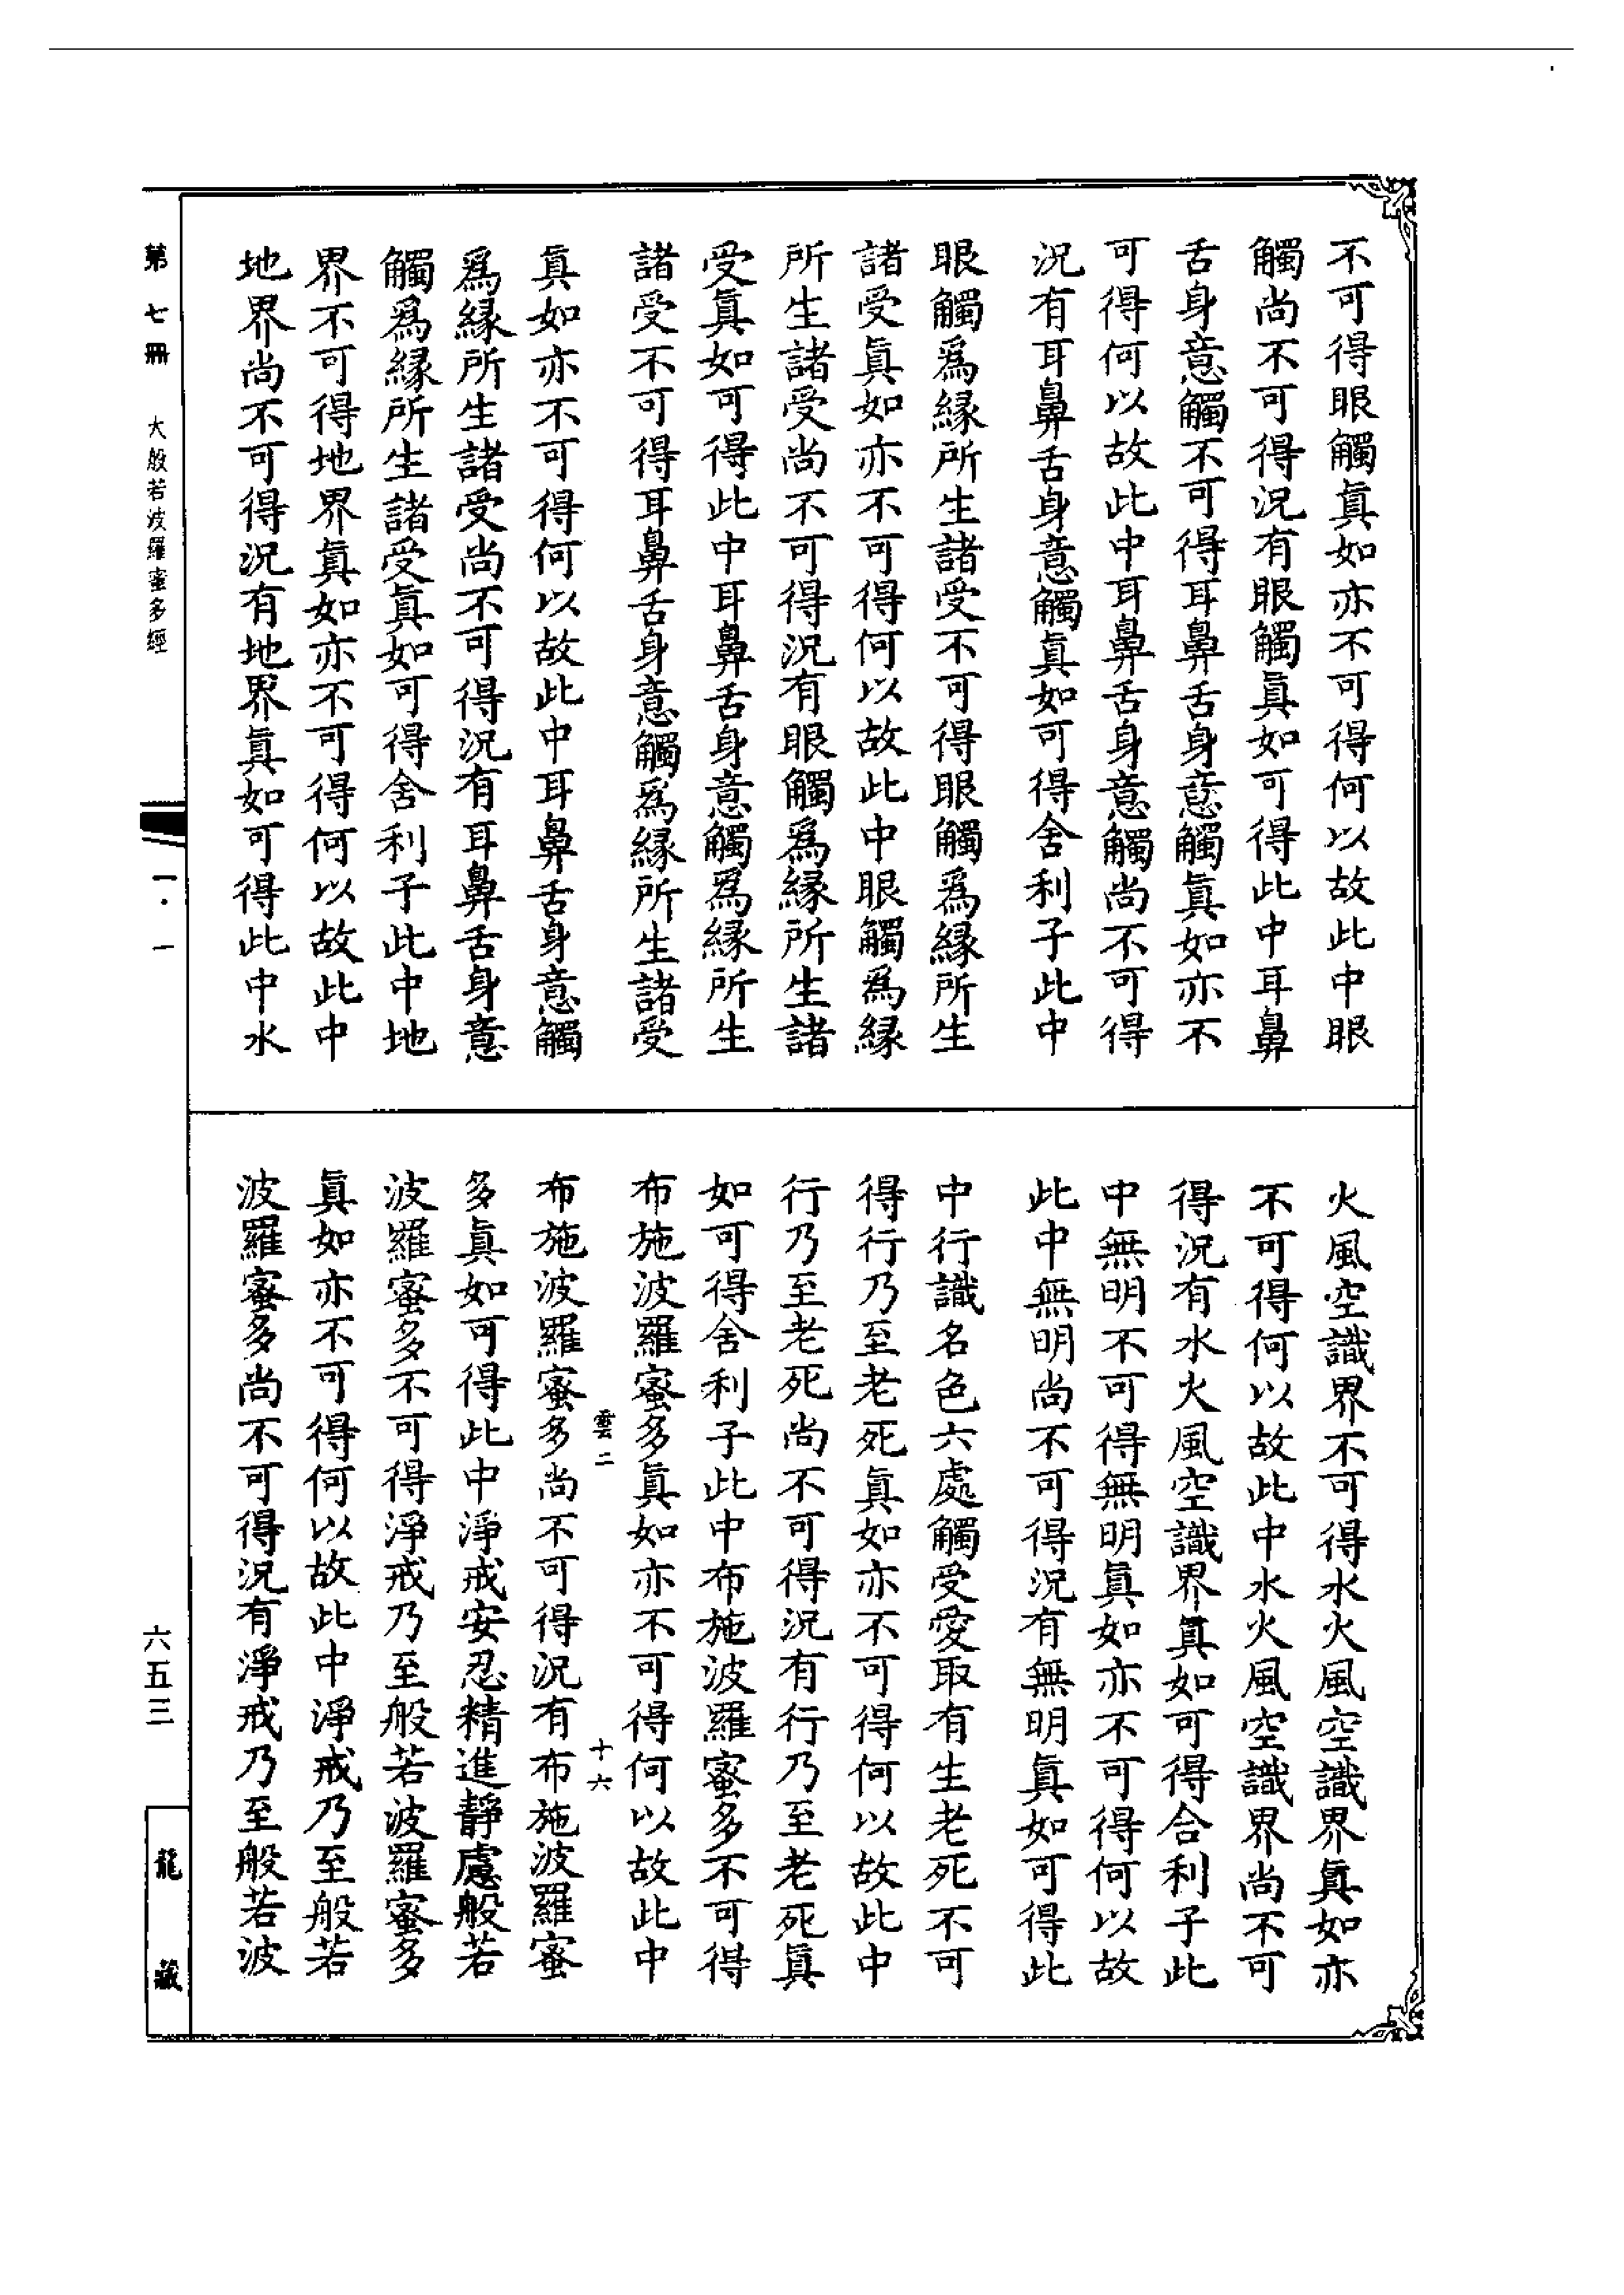 不可得眼觸眞如亦不可得何以故此中眼
觸尚不可得況有眼觸眞如可得此中耳鼻
舌身意觸不可得耳鼻舌身意觸眞如亦不
可得何以故此中耳鼻舌身意觸尚不可得
況有耳鼻舌身意觸眞如可得舍利子此中
眼觸爲緣所生諸受不可得眼觸爲緣所生
諸受眞如亦不可得何以故此中眼觸爲緣
所生諸受尚不可得況有眼觸爲緣所生諸
受眞如可得此中耳鼻舌身意觸爲緣所生
諸受不可得耳鼻舌身意觸爲緣所生諸受
眞如亦不可得何以故此中耳鼻舌身意觸
爲緣所生諸受尚不可得況有耳鼻舌身意
觸爲緣所生諸受眞如可得舍利子此中地
界不可得地界眞如亦不可得何以故此中
地界尚不可得況有地界眞如可得此中水
火風空識界不可得水火風空識界眞如亦
不可得何以故此中水火風空識界尚不可
得況有水火風空識界眞如可得合利子此
中無明不可得無明眞如亦不可得何以故
此中無明尚不可得況有無明眞如可得此
中行識名色六處觸受愛取有生老死不可
得行乃至老死眞如亦不可得何以故此中
行乃至老死尚不可得況有行乃至老死眞
如可得舍利子此中布施波羅蜜多不可得
布施波羅蜜多眞如亦不可得何以故此中
雲二 十六
布施波羅蜜多尚不可得況有布施波羅蜜
多眞如可得此中淨戒安忍精進靜慮般若
波羅蜜多不可得淨戒乃至般若波羅蜜多
眞如亦不可得何以故此中淨戒乃至般若
波羅蜜多尚不可得況有淨戒乃至般若波
第七冊 大般若波羅蜜多經 一·一 六五三
龍藏